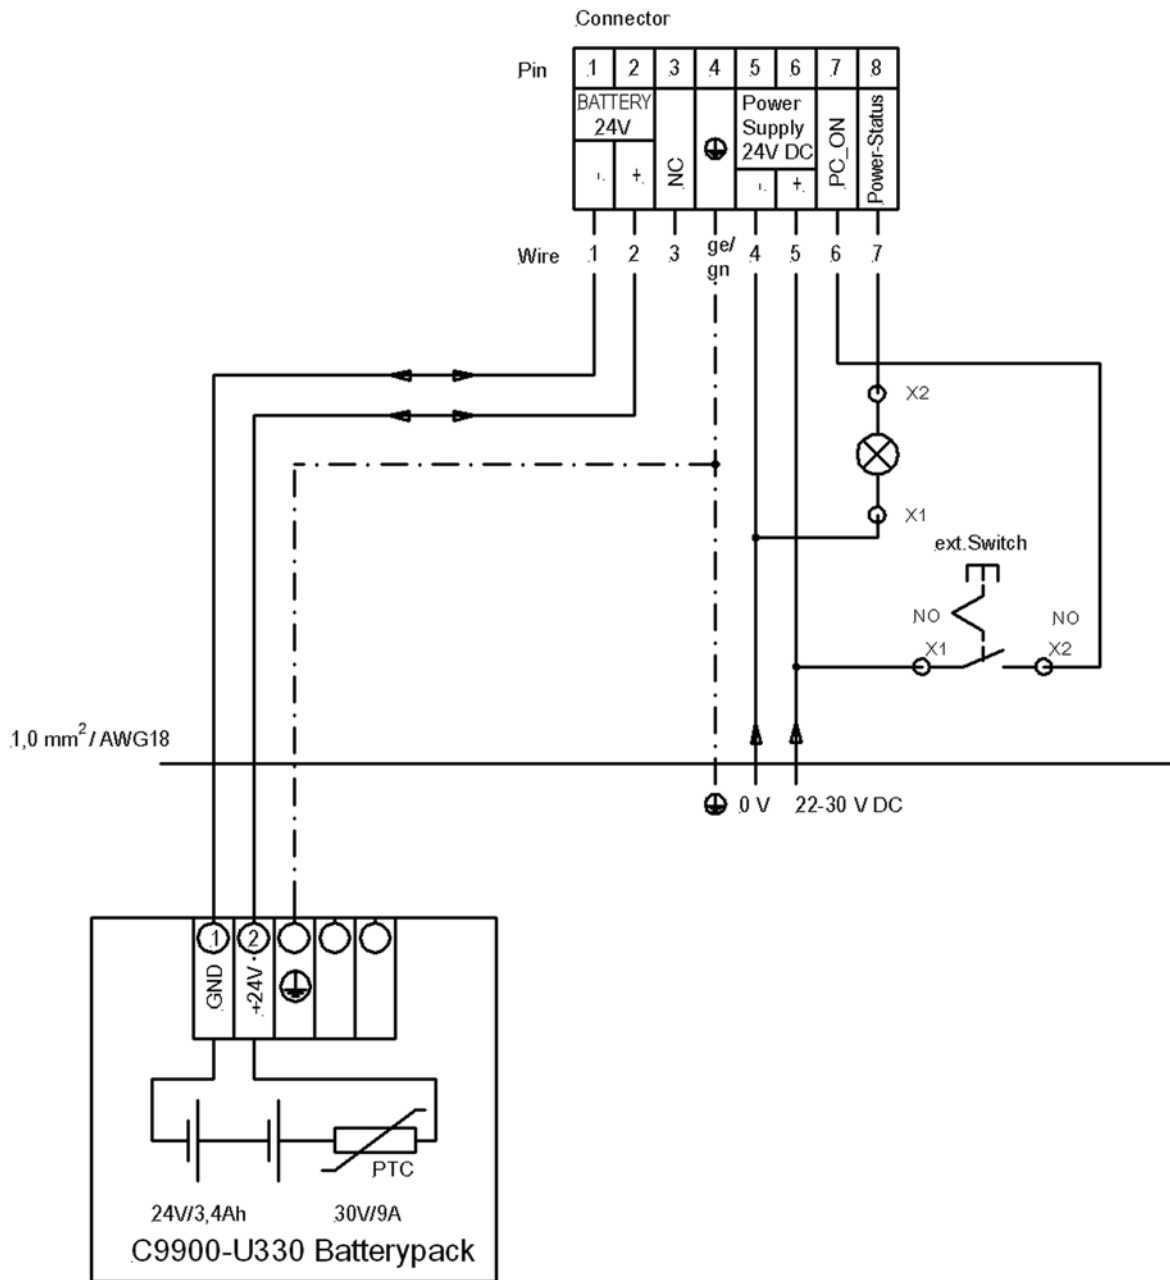 Connector
Pin 1 2 3 4 5 6 7 8
BATTERY
24V
- +
NC
Power
Supply
24V DC
- +
PC_ON
Power-Status
Wire 1 2 3 ge/
gn 4 5 6 7
X2
X1
ext.Switch
NO NO
X1 X2
1,0 mm² / AWG18
0 V 22-30 V DC
1 2
GND
+24V
PTC
24V/3,4Ah 30V/9A
C9900-U330 Batterypack